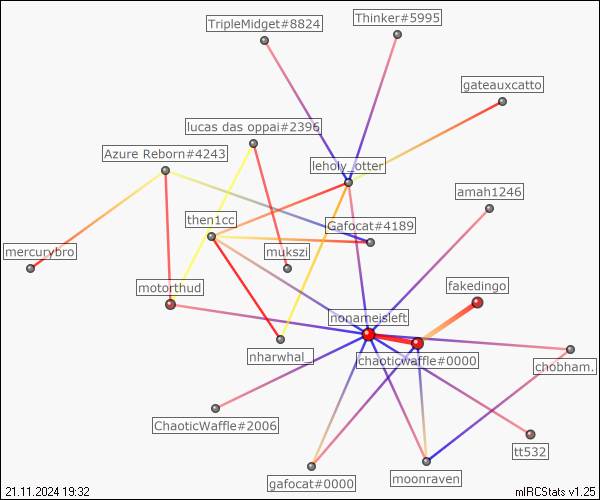 TripleMidget#8824
Thinker#5995
gateauxcatto
lucas das oppai#2396
Azure Reborn#4243
leholy_otter
amah1246
then1cc
Gafocat#4189
mercurybro
mukszi
motorthud
fakedingo
nonameisleft
nharwhal_
chaoticwaffle#0000
chobham.
ChaoticWaffle#2006
tt532
gafocat#0000
moonraven
21.11.2024 19:32
mIRCStats v1.25